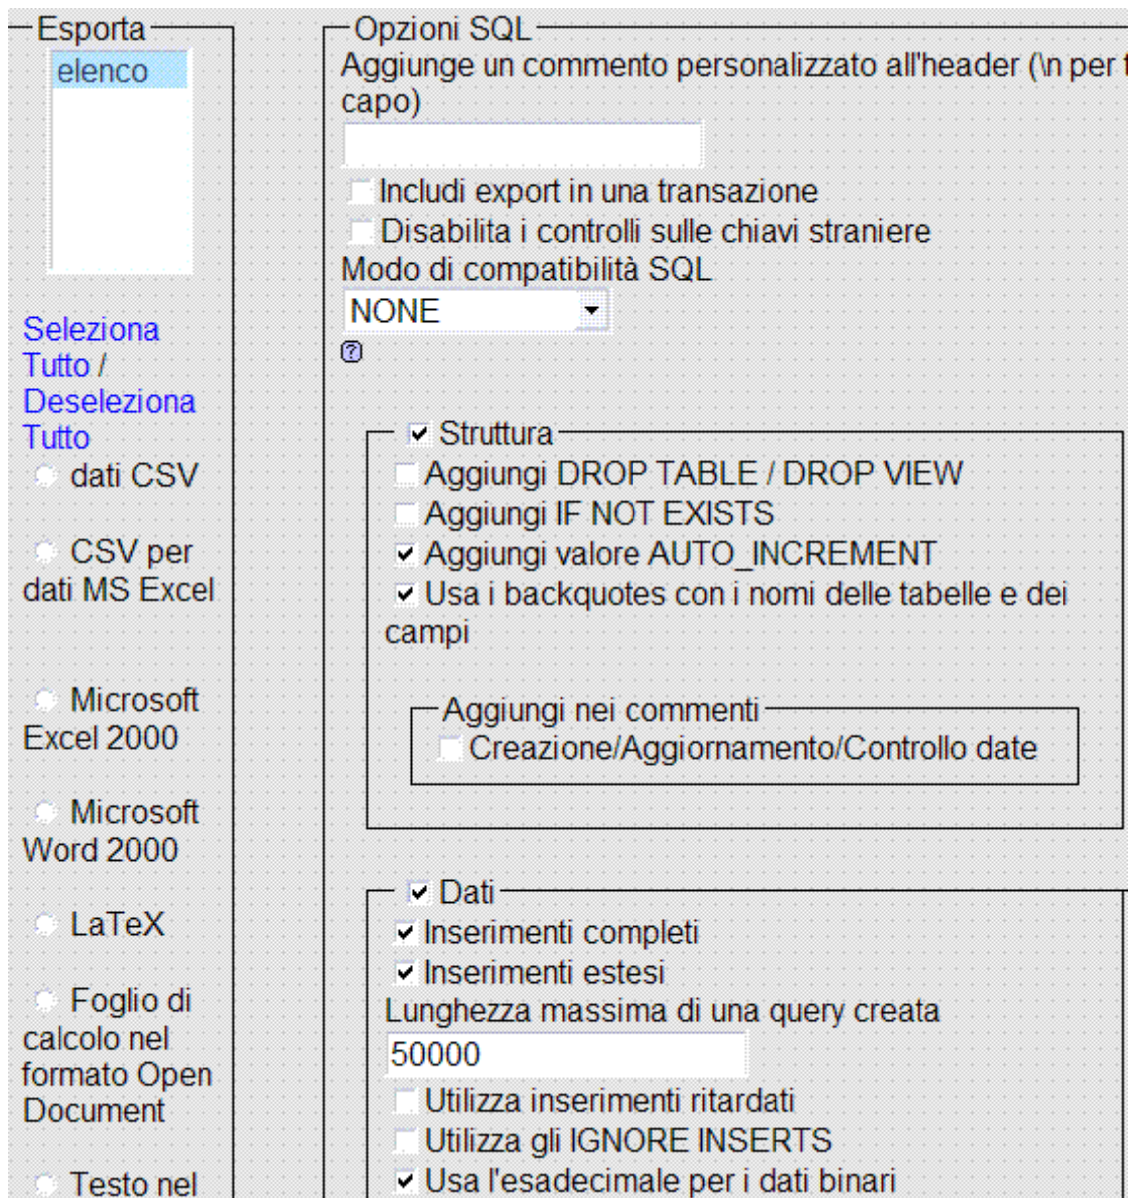 Esporta
elenco
Seleziona
Tutto /
Deseleziona
Tutto
dati CSV
CSV per
dati MS Excel
Microsoft
Excel 2000
Microsoft
Word 2000
LaTeX
Foglio di
calcolo nel
formato Open
Document
Testo nel
Opzioni SQL
Aggiunge un commento personalizzato all'header (\n per t
capo)
Includi export in una transazione
Disabilita i controlli sulle chiavi straniere
Modo di compatibilità SQL
NONE
?
Struttura
Aggiungi DROP TABLE / DROP VIEW
Aggiungi IF NOT EXISTS
Aggiungi valore AUTO_INCREMENT
Usa i backquotes con i nomi delle tabelle e dei
campi
Aggiungi nei commenti
Creazione/Aggiornamento/Controllo date
Dati
Inserimenti completi
Inserimenti estesi
Lunghezza massima di una query creata
50000
Utilizza inserimenti ritardati
Utilizza gli IGNORE INSERTS
Usa l'esadecimale per i dati binari